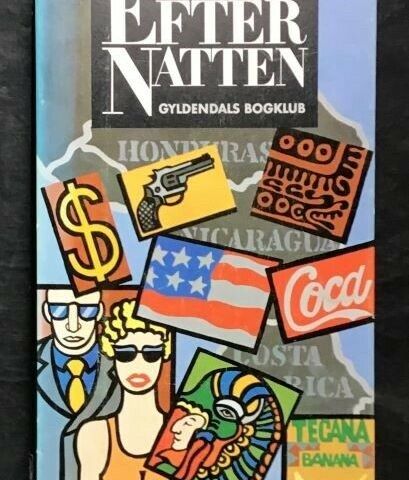 EFTER
NATTEN
GYLDENDALS BOGKLUB
HONDURAS
$
NICARAGUA
Coca
COSTA
RICA
TECANA
BANANA